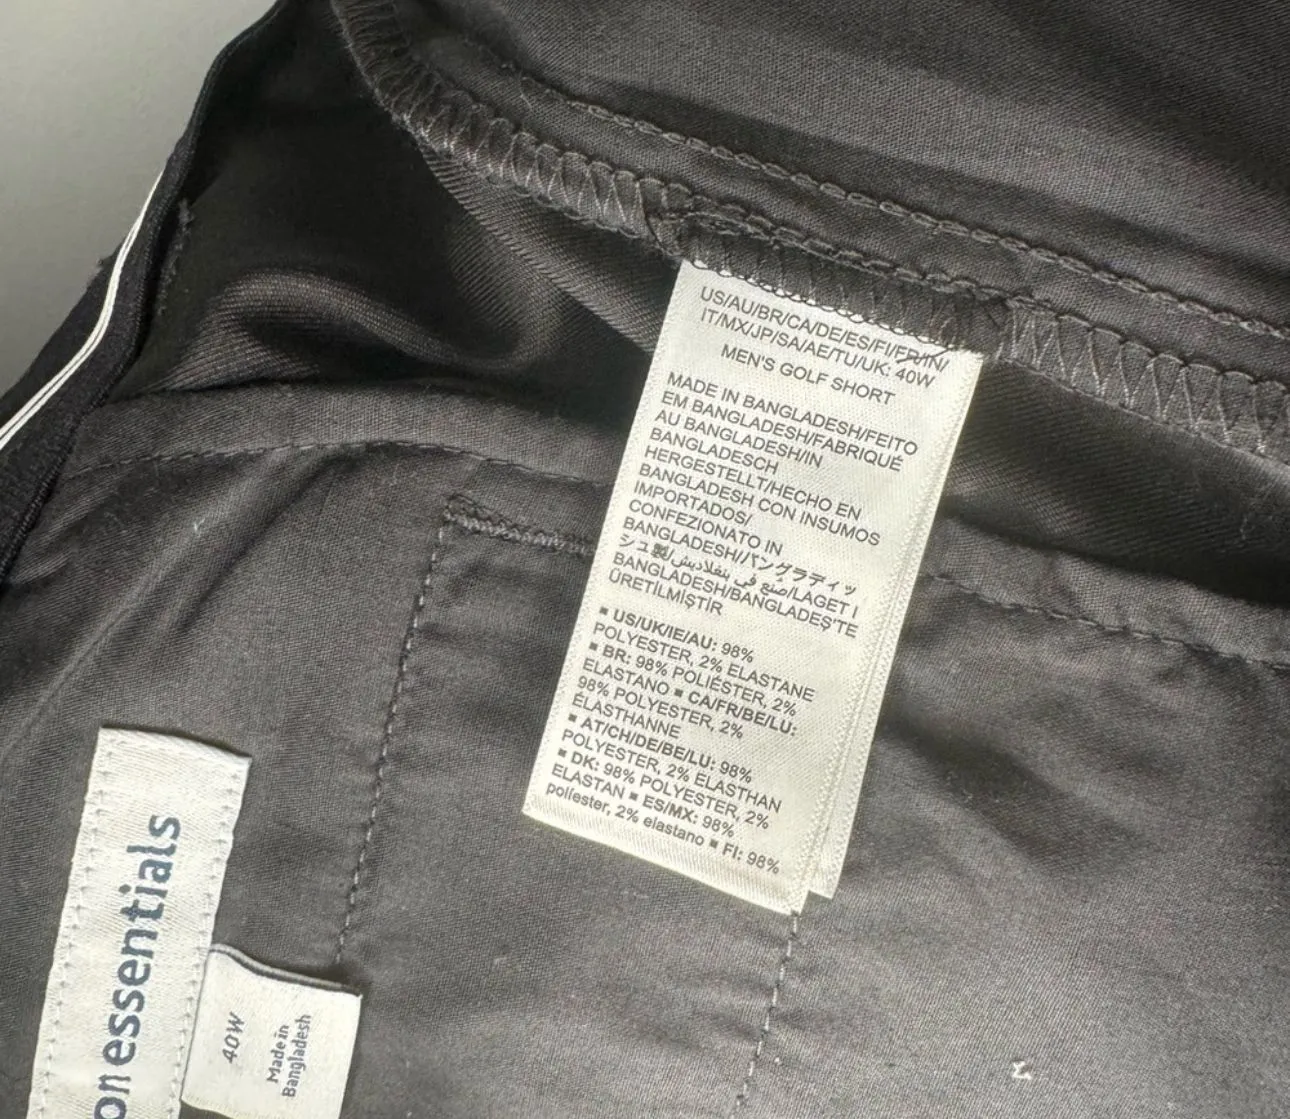 US/AU/BR/CA/DE/ES/FI/FR/IN/
IT/MX/JP/SA/AE/TU/UK: 40W
MEN'S GOLF SHORT
MADE IN BANGLADESH/FEITO
EM BANGLADESH/FABRIQUÉ
AU BANGLADESH/IN
BANGLADESCH
HERGESTELLT/HECHO EN
BANGLADESH CON INSUMOS
IMPORTADOS/
CONFEZIONATO IN
BANGLADESH//バングラディッ
シュ製/صنع في بنغلاديش/LAGET I
BANGLADESH/BANGLADEŞ'TE
ÜRETİLMİŞTİR
▪ US/UK/IE/AU: 98%
POLYESTER, 2% ELASTANE
▪ BR: 98% POLIÉSTER, 2%
ELASTANO ▪ CA/FR/BE/LU:
98% POLYESTER, 2%
ÉLASTHANNE
▪ AT/CH/DE/BE/LU: 98%
POLYESTER, 2% ELASTHAN
▪ DK: 98% POLYESTER, 2%
ELASTAN ▪ ES/MX: 98%
poliester, 2% elastano ▪ FI: 98%
on essentials
40W
Made in
Bangladesh